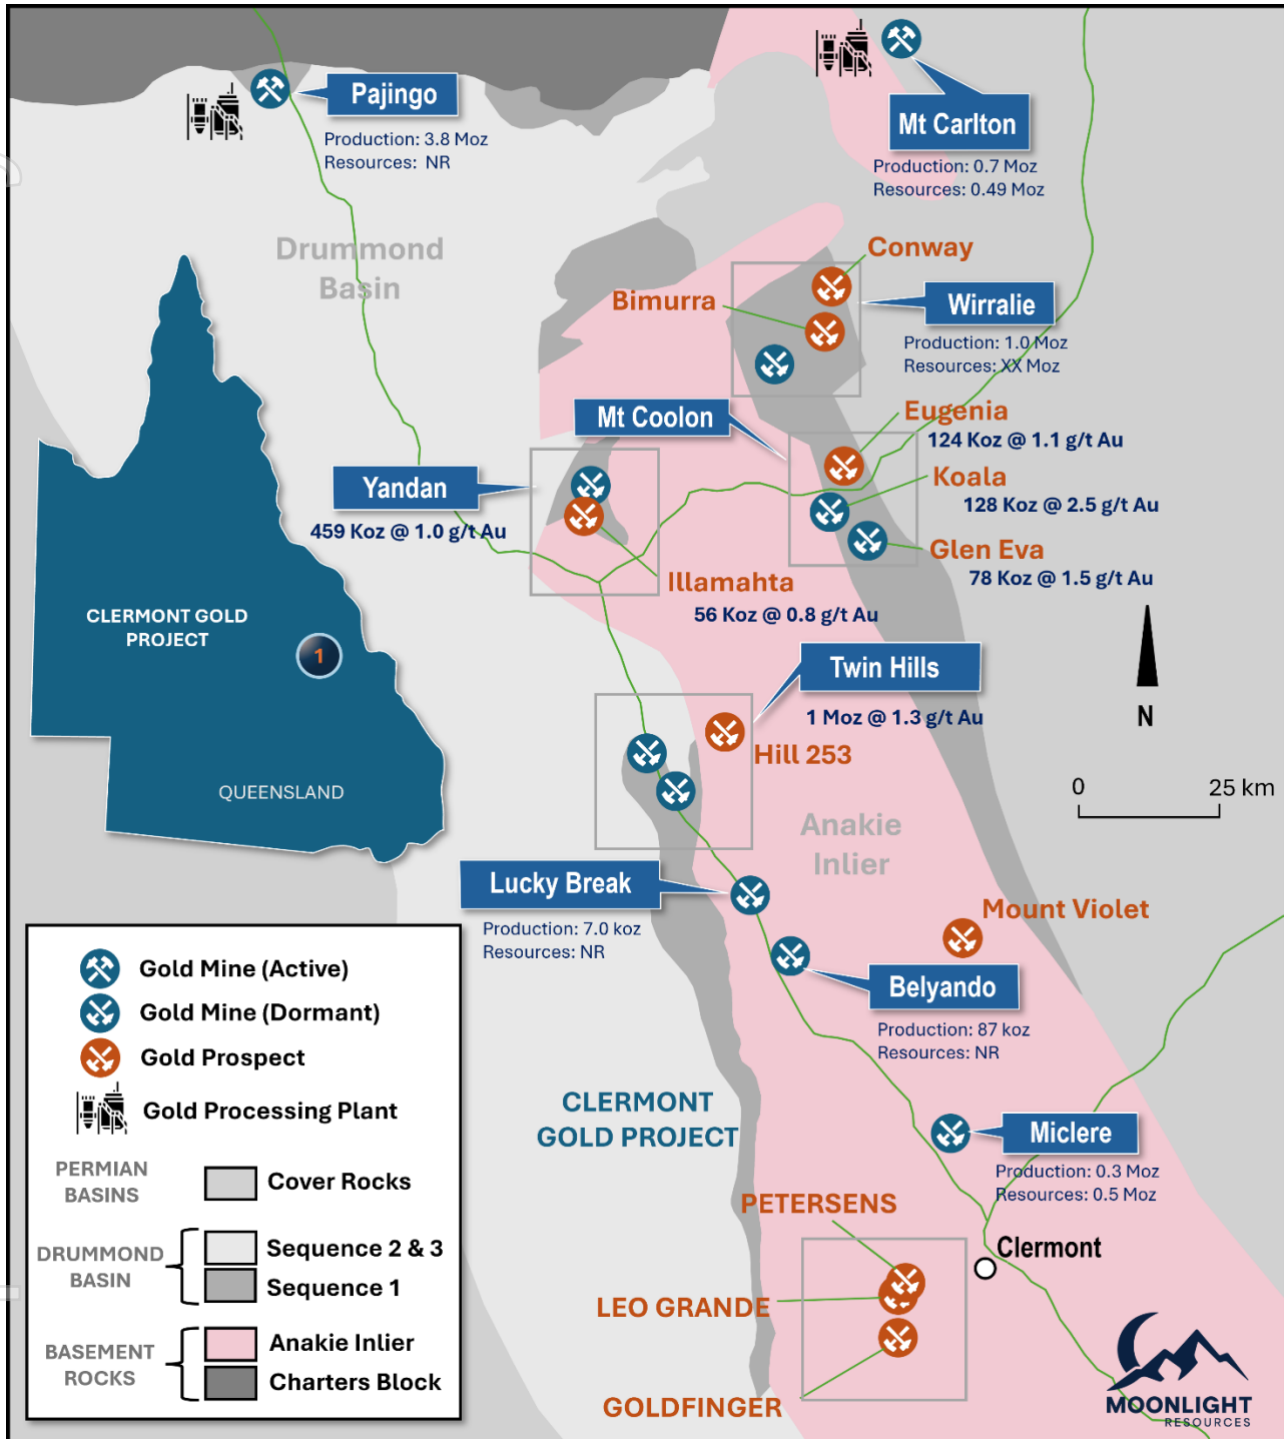 Pajingo
Production: 3.8 Moz
Resources: NR
Mt Carlton
Production: 0.7 Moz
Resources: 0.49 Moz
Drummond
Basin
Conway
Bimurra
Wirralie
Production: 1.0 Moz
Resources: XX Moz
Mt Coolon
Eugenia
124 Koz @ 1.1 g/t Au
Koala
128 Koz @ 2.5 g/t Au
Glen Eva
78 Koz @ 1.5 g/t Au
Yandan
459 Koz @ 1.0 g/t Au
Illamahta
56 Koz @ 0.8 g/t Au
CLERMONT GOLD
PROJECT
1
QUEENSLAND
Twin Hills
1 Moz @ 1.3 g/t Au
Hill 253
N
0 25 km
Anakie
Inlier
Lucky Break
Production: 7.0 koz
Resources: NR
Mount Violet
Belyando
Production: 87 koz
Resources: NR
CLERMONT
GOLD PROJECT
Miclere
Production: 0.3 Moz
Resources: 0.5 Moz
PETERSENS
Clermont
LEO GRANDE
GOLDFINGER
Gold Mine (Active)
Gold Mine (Dormant)
Gold Prospect
Gold Processing Plant
PERMIAN
BASINS
Cover Rocks
DRUMMOND
BASIN
Sequence 2 & 3
Sequence 1
BASEMENT
ROCKS
Anakie Inlier
Charters Block
MOONLIGHT
RESOURCES